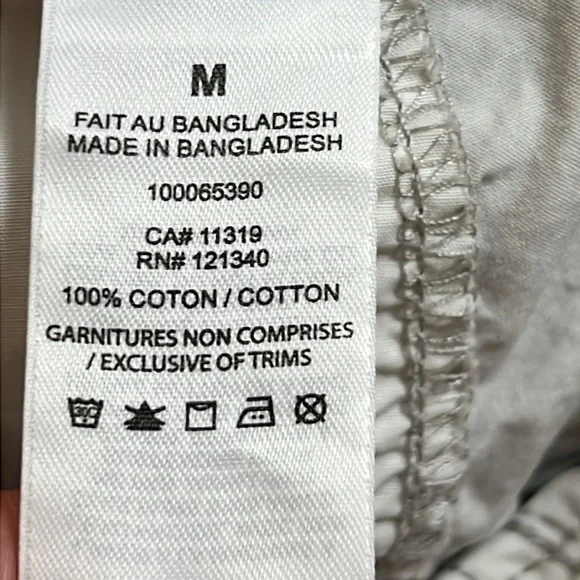 M
FAIT AU BANGLADESH
MADE IN BANGLADESH
100065390
CA# 11319
RN# 121340
100% COTON / COTTON
GARNITURES NON COMPRISES
/ EXCLUSIVE OF TRIMS
30C